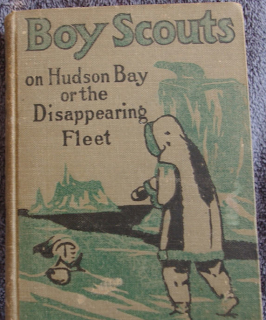 Boy Scouts
on Hudson Bay
or the
Disappearing
Fleet